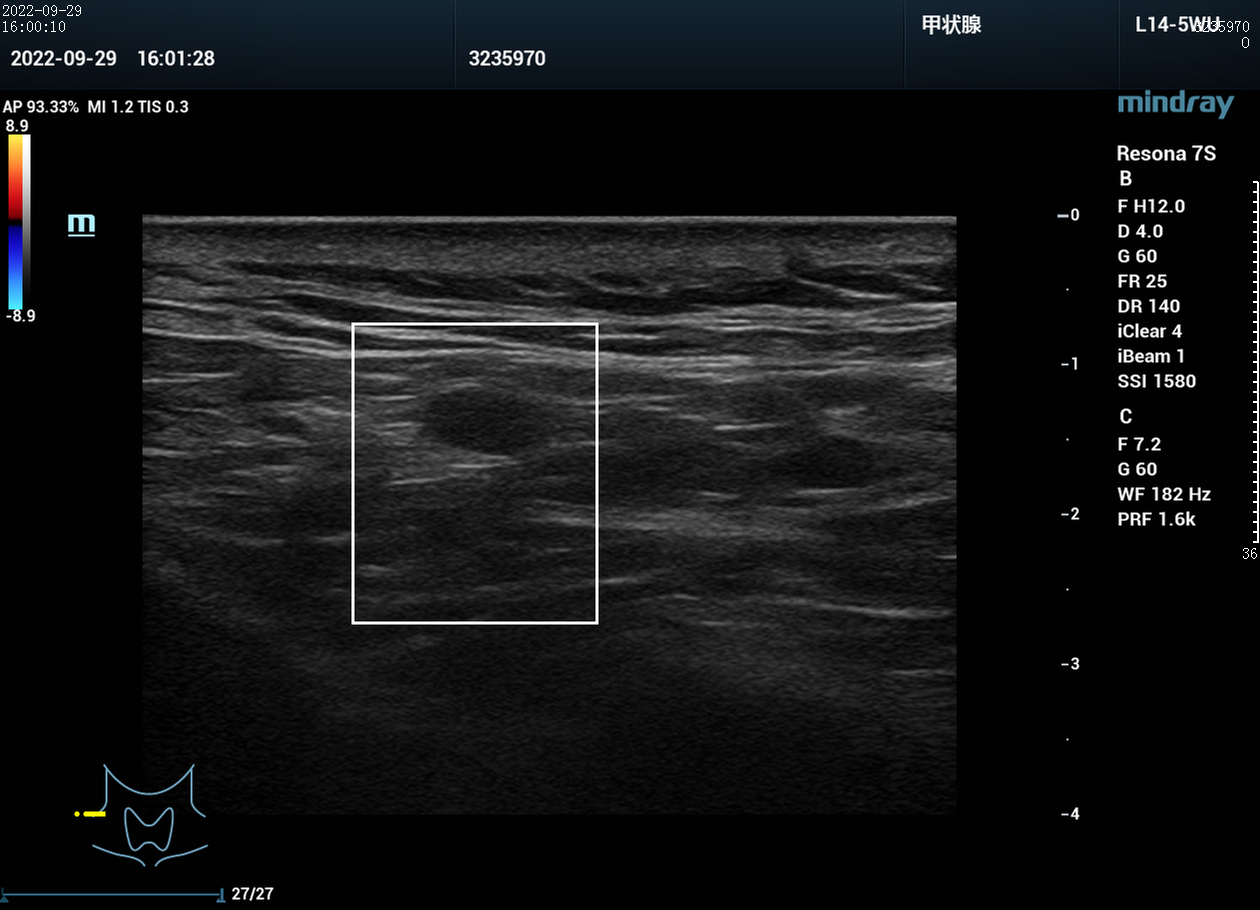 2022-09-29
16:00:10
甲状腺
L14-5WU
3235970
0
2022-09-29 16:01:28
3235970
AP 93.33% MI 1.2 TIS 0.3
8.9
-8.9
m
mindray
Resona 7S
B
F H12.0
D 4.0
G 60
FR 25
DR 140
iClear 4
iBeam 1
SSI 1580
C
F 7.2
G 60
WF 182 Hz
PRF 1.6k
36
0
-1
-2
-3
-4
27/27